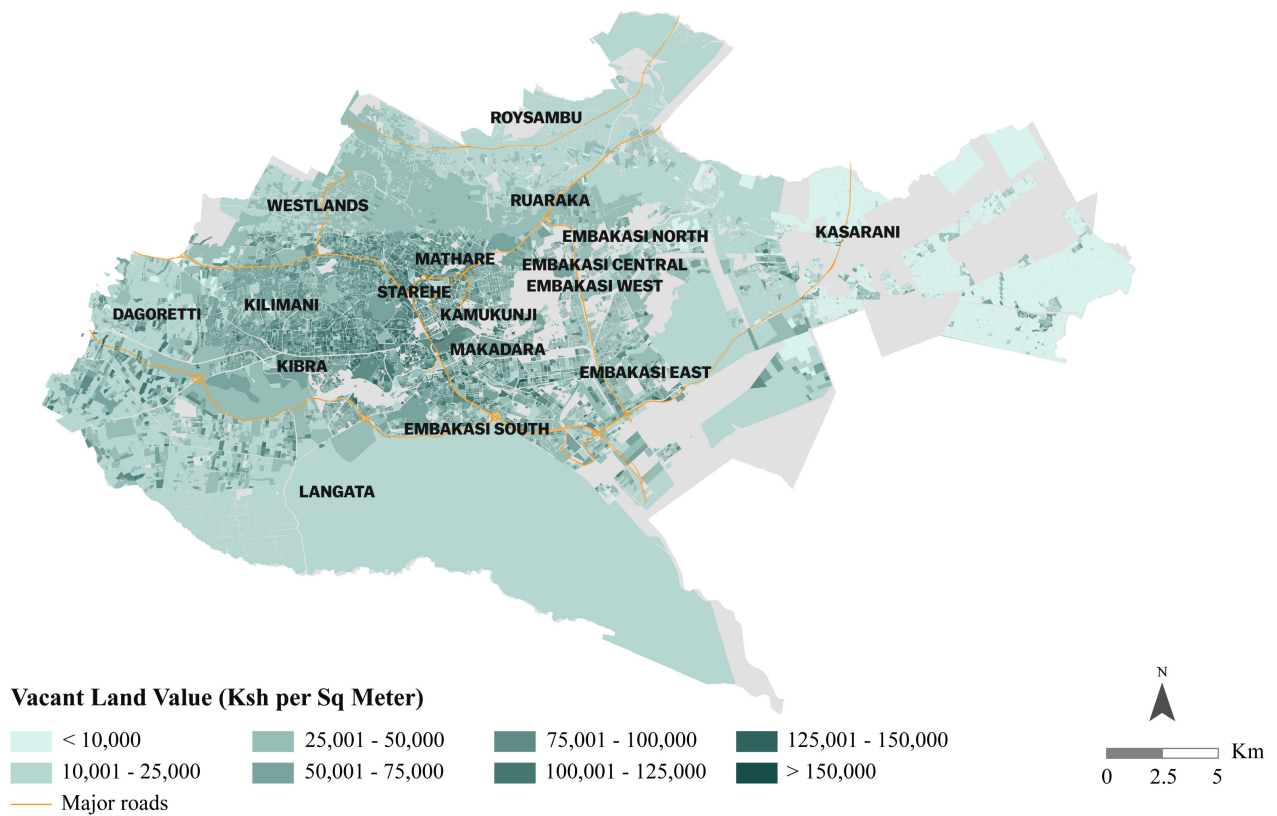 ROYSAMBU
WESTLANDS
RUARAKA
KASARANI
EMBAKASI NORTH
MATHARE
EMBAKASI CENTRAL
STAREHE
EMBAKASI WEST
KILIMANI
DAGORETTI
KAMUKUNJI
MAKADARA
KIBRA
EMBAKASI EAST
EMBAKASI SOUTH
LANGATA
Vacant Land Value (Ksh per Sq Meter)
< 10,000
25,001 - 50,000
75,001 - 100,000
125,001 - 150,000
10,001 - 25,000
50,001 - 75,000
100,001 - 125,000
> 150,000
Major roads
N
Km
0 2.5 5